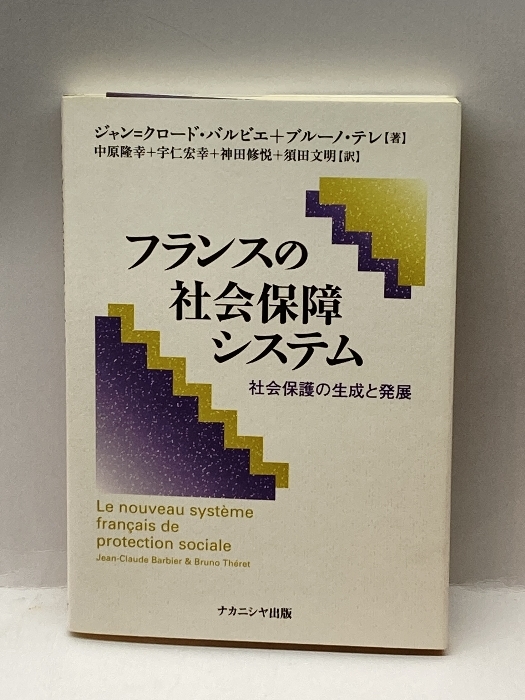 ジャン=クロード・バルビエ+ブルーノ・テレ【著】
中原隆幸+宇仁宏幸+神田修悦+須田文明【訳】
フランスの
社会保障
システム
社会保護の生成と発展
Le nouveau système
français de
protection sociale
Jean-Claude Barbier & Bruno Théret
ナカニシヤ出版